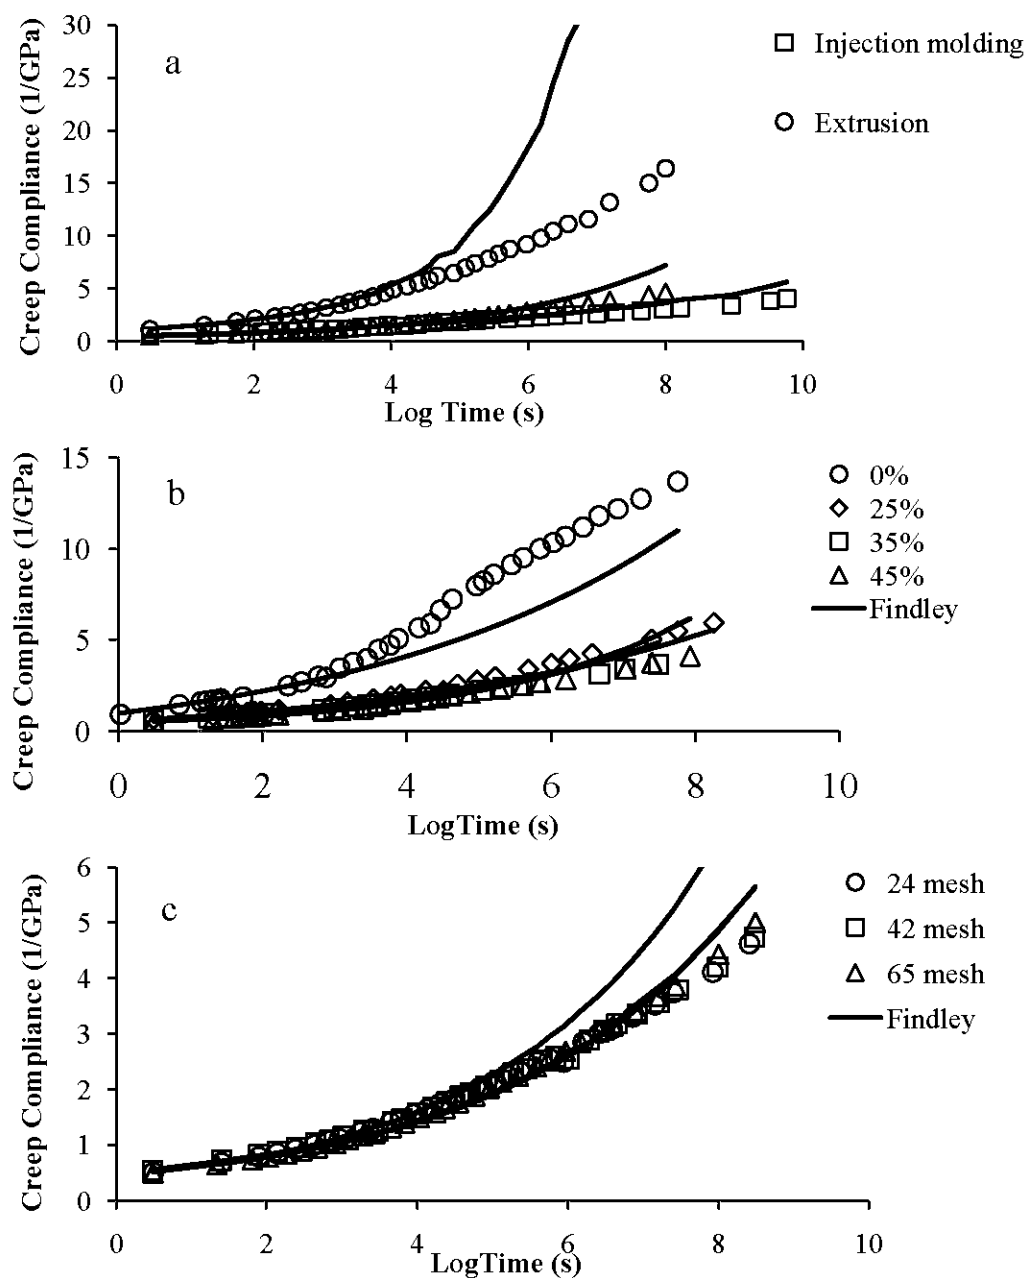 Creep Compliance (1/GPa)
30
25
20
15
10
5
0
a
Injection molding
Extrusion
0 2 4 6 8 10
Log Time (s)
Creep Compliance (1/GPa)
15
10
5
0
b
0%
25%
35%
45%
Findley
0 2 4 6 8 10
LogTime (s)
Creep Compliance (1/GPa)
6
5
4
3
2
1
0
c
24 mesh
42 mesh
65 mesh
Findley
0 2 4 6 8 10
LogTime (s)